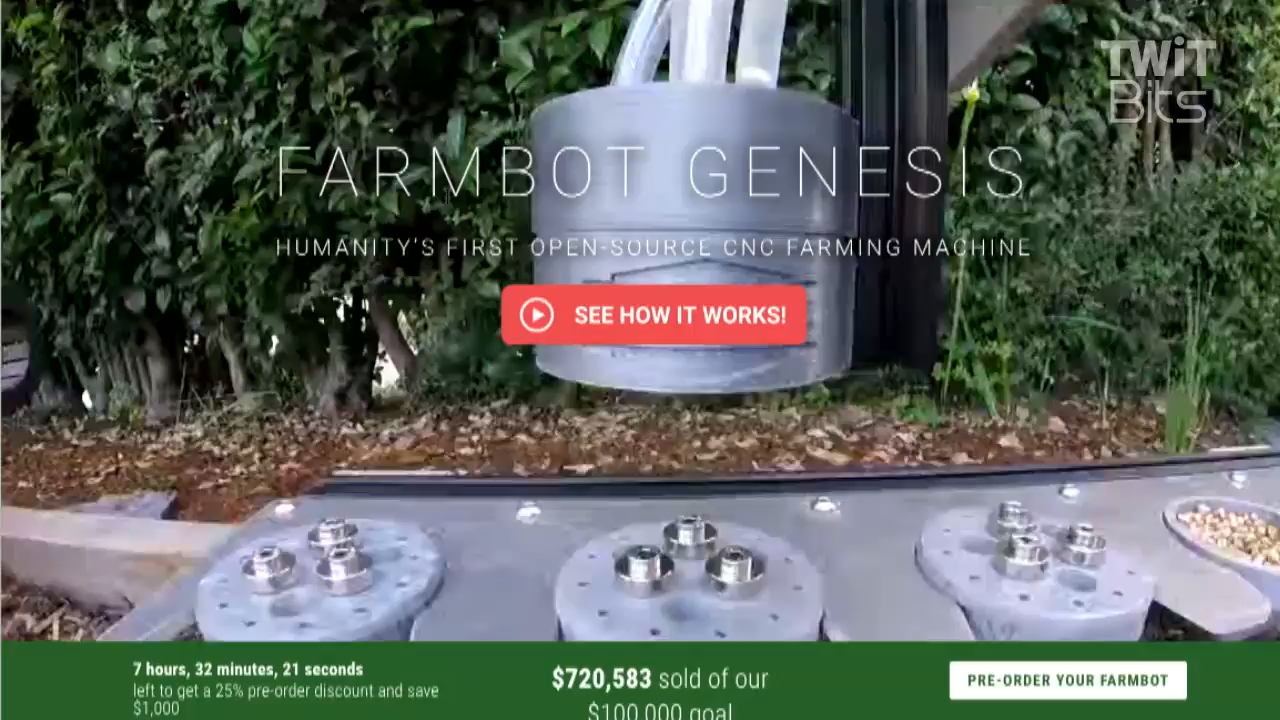 TWiT
Bits
FARMBOT GENESIS
HUMANITY'S FIRST OPEN-SOURCE CNC FARMING MACHINE
SEE HOW IT WORKS!
7 hours, 32 minutes, 21 seconds
left to get a 25% pre-order discount and save
$1,000
$720,583 sold of our
$100,000 goal
PRE-ORDER YOUR FARMBOT